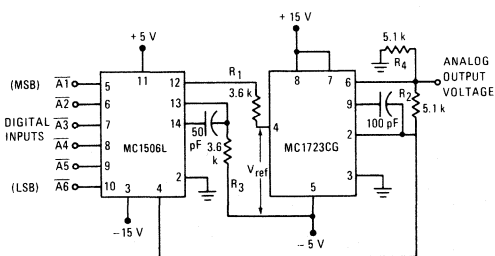 + 5 V
+ 15 V
5.1 k
R4
ANALOG
OUTPUT
VOLTAGE
(MSB)
DIGITAL
INPUTS
(LSB)
A1
A2
A3
A4
A5
A6
5
6
7
8
9
10
11
12
13
14
2
3
4
MC1506L
R1
3.6 k
50
pF
3.6
k
R3
Vref
8
7
4
6
9
2
3
5
MC1723CG
100 pF
R2
5.1 k
–15 V
– 5 V